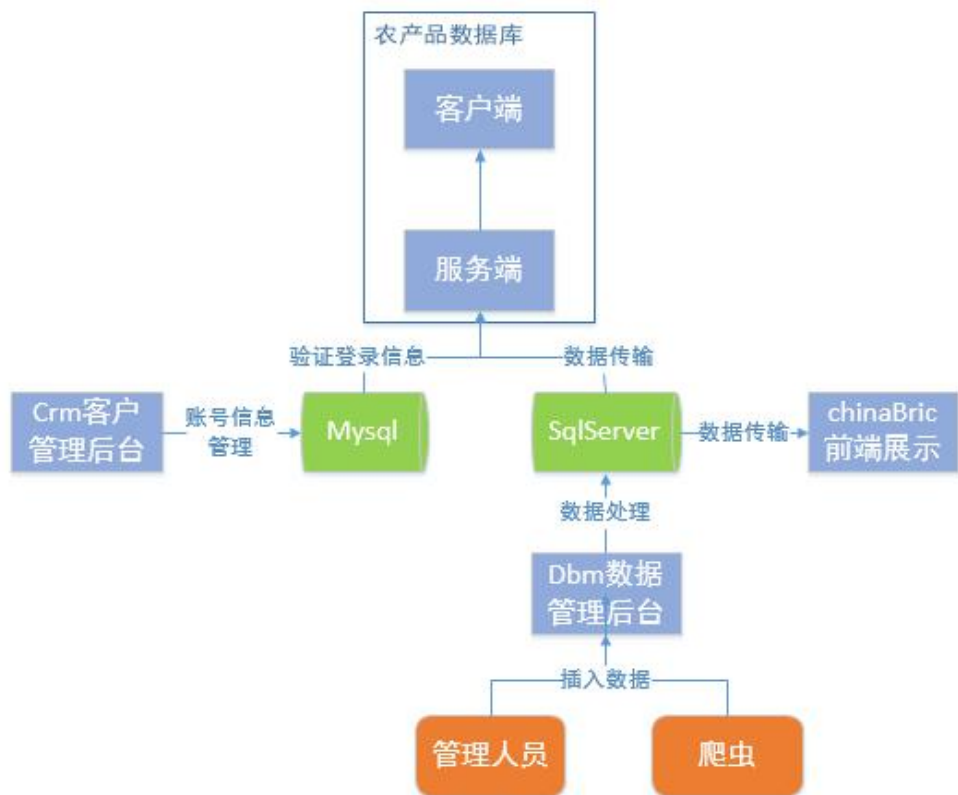 农产品数据库
客户端
服务端
验证登录信息
数据传输
Crm客户
管理后台
账号信息
管理
Mysql
SqlServer
数据传输
chinaBric
前端展示
数据处理
Dbm数据
管理后台
插入数据
管理人员
爬虫